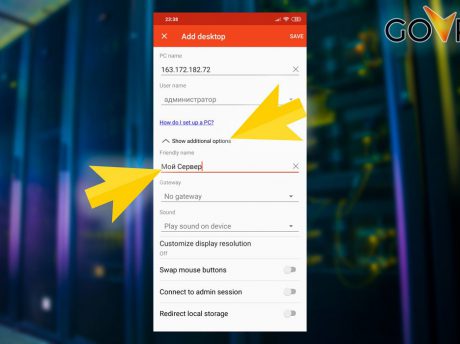 GOVE
23:38
Add desktop
SAVE
PC name
163.172.182.72
User name
администратор
How do I set up a PC?
Show additional options
Friendly name
Мой Сервер
Gateway
No gateway
Sound
Play sound on device
Customize display resolution
Off
Swap mouse buttons
Connect to admin session
Redirect local storage